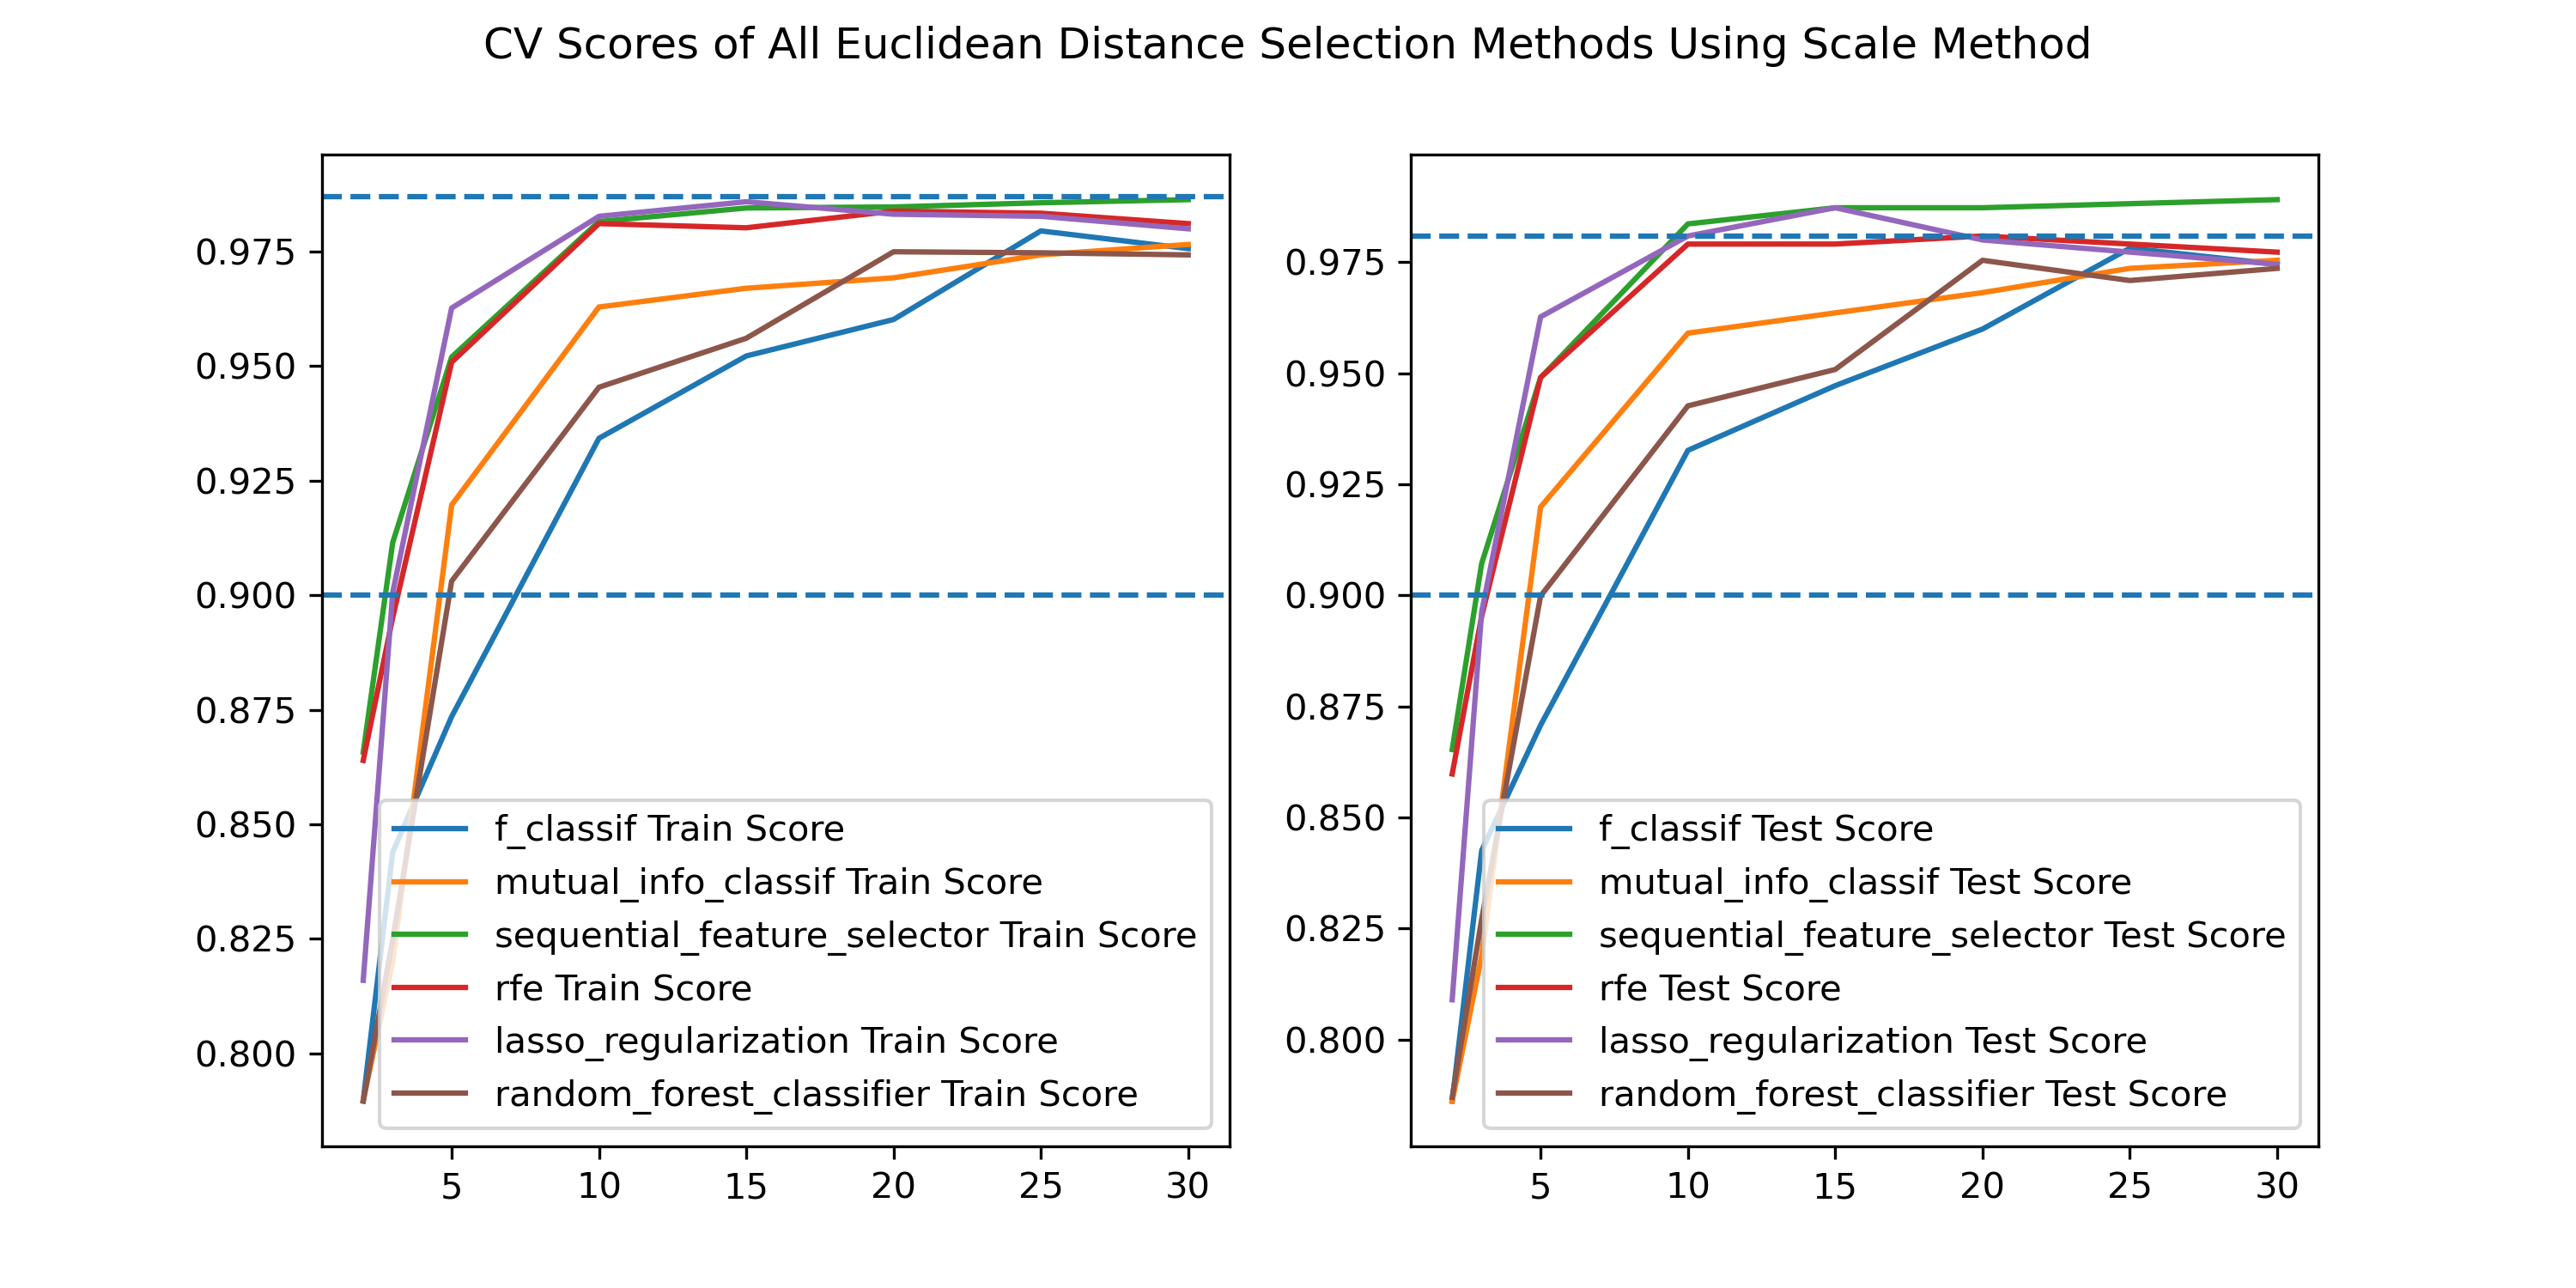 CV Scores of All Euclidean Distance Selection Methods Using Scale Method
0.975
0.950
0.925
0.900
0.875
0.850
0.825
0.800
f_classif Train Score
mutual_info_classif Train Score
sequential_feature_selector Train Score
rfe Train Score
lasso_regularization Train Score
random_forest_classifier Train Score
5 10 15 20 25 30
0.975
0.950
0.925
0.900
0.875
0.850
0.825
0.800
f_classif Test Score
mutual_info_classif Test Score
sequential_feature_selector Test Score
rfe Test Score
lasso_regularization Test Score
random_forest_classifier Test Score
5 10 15 20 25 30